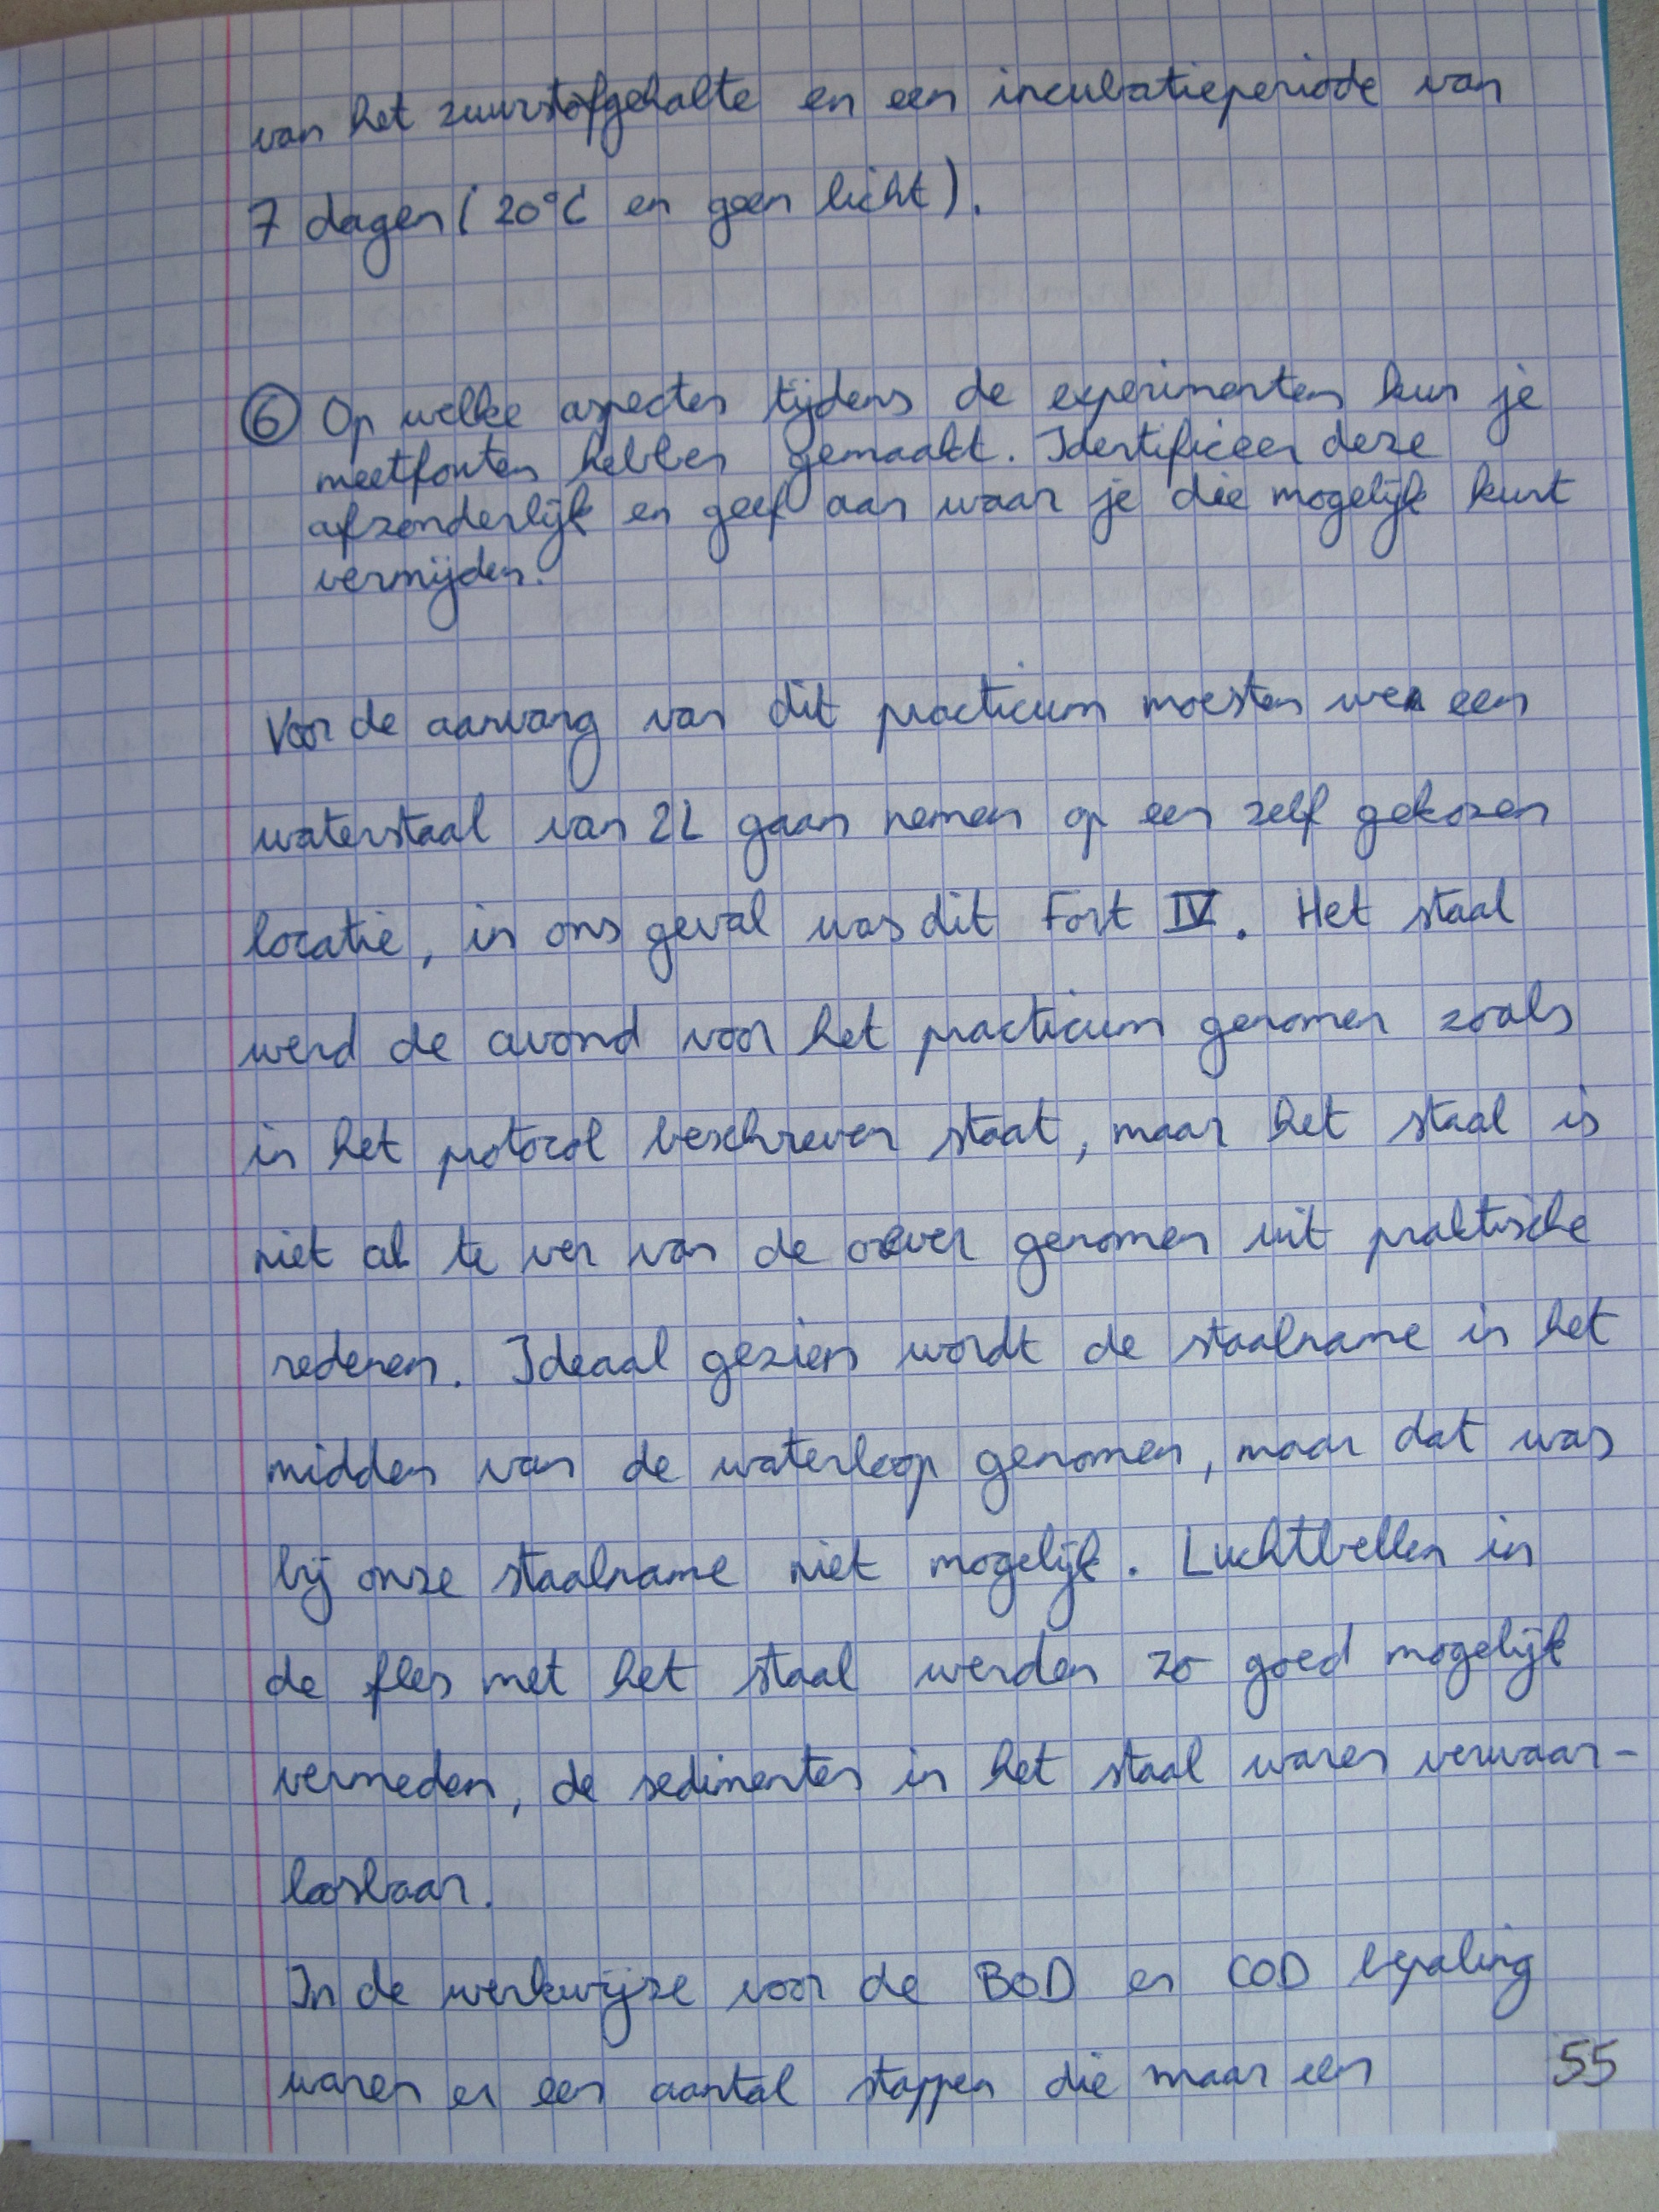 van het zuurstofgehalte en een incubatieperiode van
7 dagen (20°C en geen licht).
⑥ Op welke aspecten tijdens de experimenten kun je
meetfouten hebben gemaakt. Identificeer deze
afzonderlijk en geef aan waar je die mogelijk kunt
vermijden.
Voor de aanvang van dit practicum moesten we een
waterstaal van 2L gaan nemen op een zelf gekozen
locatie, in ons geval was dit Fort IV. Het staal
werd de avond voor het practicum genomen zoals
in het protocol beschreven staat, maar het staal is
niet al te ver van de oever genomen uit praktische
redenen. Ideaal gezien wordt de staalname in het
midden van de waterloop genomen, maar dat was
bij onze staalname niet mogelijk. Luchtbellen in
de fles met het staal werden zo goed mogelijk
vermeden, de sedimenten in het staal waren verwaar-
loosbaar.
In de werkwijze voor de BOD en COD bepaling
waren er een aantal stappen die maar een
55